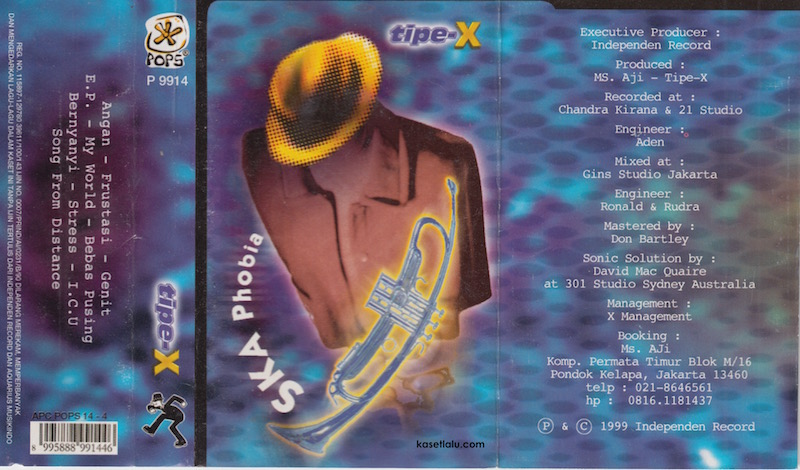 POPS
P 9914
Angan - Frustasi - Genit
E.P. - My World - Bebas Pusing
Bernyanyi - Stress - I.C.U
Song From Distance
DAN MENGEDARKAN LAGU-LAGU DALAM KASET INI TANPA IJIN TERTULIS DARI INDEPENDEN RECORD DAN AQUARIUS MUSIKINDO
tipe-X
APC POPS 14 - 4
8 995888 991446
tipe-X
SKA Phobia
kasetlalu.com
Executive Producer :
Independen Record
Produced :
MS. Aji - Tipe-X
Recorded at :
Chandra Kirana & 21 Studio
Engineer :
Aden
Mixed at :
Gins Studio Jakarta
Engineer :
Ronald & Rudra
Mastered by :
Don Bartley
Sonic Solution by :
David Mac Quaire
at 301 Studio Sydney Australia
Management :
X Management
Booking :
Ms. AJi
Komp. Permata Timur Blok M/16
Pondok Kelapa, Jakarta 13460
telp : 021-8646561
hp : 0816.1181437
Ⓟ & © 1999 Independen Record